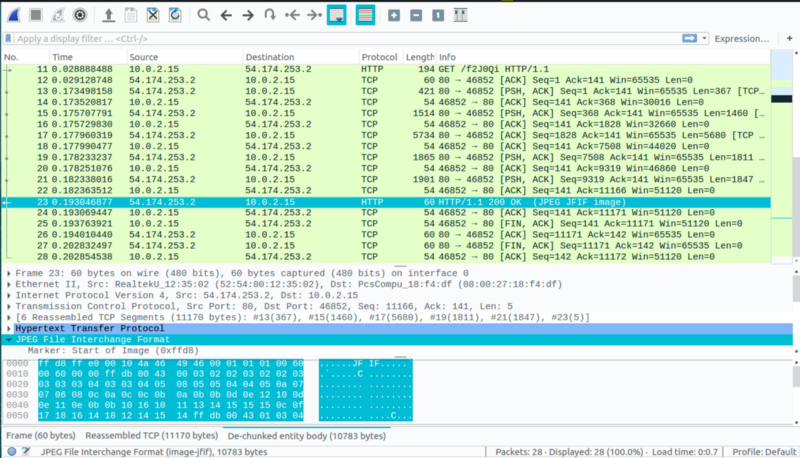 Apply a display filter … <Ctrl-/>
Expression…
+
No. Time Source Destination Protocol Length Info
11 0.028888488 10.0.2.15 54.174.253.2 HTTP 194 GET /f2J0Qi HTTP/1.1
12 0.029128748 54.174.253.2 10.0.2.15 TCP 60 80 → 46852 [ACK] Seq=1 Ack=141 Win=65535 Len=0
13 0.173498158 54.174.253.2 10.0.2.15 TCP 421 80 → 46852 [PSH, ACK] Seq=1 Ack=141 Win=65535 Len=367 [TCP…
14 0.173520817 10.0.2.15 54.174.253.2 TCP 54 46852 → 80 [ACK] Seq=141 Ack=368 Win=30016 Len=0
15 0.175707791 54.174.253.2 10.0.2.15 TCP 1514 80 → 46852 [PSH, ACK] Seq=368 Ack=141 Win=65535 Len=1460 […
16 0.175729830 10.0.2.15 54.174.253.2 TCP 54 46852 → 80 [ACK] Seq=141 Ack=1828 Win=32660 Len=0
17 0.177960319 54.174.253.2 10.0.2.15 TCP 5734 80 → 46852 [ACK] Seq=1828 Ack=141 Win=65535 Len=5680 [TCP …
18 0.177990477 10.0.2.15 54.174.253.2 TCP 54 46852 → 80 [ACK] Seq=141 Ack=7508 Win=44020 Len=0
19 0.178233237 54.174.253.2 10.0.2.15 TCP 1865 80 → 46852 [PSH, ACK] Seq=7508 Ack=141 Win=65535 Len=1811 …
20 0.178251076 10.0.2.15 54.174.253.2 TCP 54 46852 → 80 [ACK] Seq=141 Ack=9319 Win=46860 Len=0
21 0.182338016 54.174.253.2 10.0.2.15 TCP 1901 80 → 46852 [PSH, ACK] Seq=9319 Ack=141 Win=65535 Len=1847 …
22 0.182363512 10.0.2.15 54.174.253.2 TCP 54 46852 → 80 [ACK] Seq=141 Ack=11166 Win=51120 Len=0
23 0.193046877 54.174.253.2 10.0.2.15 HTTP 60 HTTP/1.1 200 OK (JPEG JFIF image)
24 0.193069447 10.0.2.15 54.174.253.2 TCP 54 46852 → 80 [ACK] Seq=141 Ack=11171 Win=51120 Len=0
25 0.193763921 10.0.2.15 54.174.253.2 TCP 54 46852 → 80 [FIN, ACK] Seq=141 Ack=11171 Win=51120 Len=0
26 0.194010440 54.174.253.2 10.0.2.15 TCP 60 80 → 46852 [ACK] Seq=11171 Ack=142 Win=65535 Len=0
27 0.202832497 54.174.253.2 10.0.2.15 TCP 60 80 → 46852 [FIN, ACK] Seq=11171 Ack=142 Win=65535 Len=0
28 0.202854538 10.0.2.15 54.174.253.2 TCP 54 46852 → 80 [ACK] Seq=142 Ack=11172 Win=51120 Len=0
Frame 23: 60 bytes on wire (480 bits), 60 bytes captured (480 bits) on interface 0
Ethernet II, Src: RealtekU_12:35:02 (52:54:00:12:35:02), Dst: PcsCompu_18:f4:df (08:00:27:18:f4:df)
Internet Protocol Version 4, Src: 54.174.253.2, Dst: 10.0.2.15
Transmission Control Protocol, Src Port: 80, Dst Port: 46852, Seq: 11166, Ack: 141, Len: 5
[6 Reassembled TCP Segments (11170 bytes): #13(367), #15(1460), #17(5680), #19(1811), #21(1847), #23(5)]
Hypertext Transfer Protocol
JPEG File Interchange Format
Marker: Start of Image (0xffd8)
0000 ff d8 ff e0 00 10 4a 46 49 46 00 01 01 01 00 60 ......JF IF.....`
0010 00 60 00 00 ff db 00 43 00 03 02 02 03 02 02 03 .`.....C ........
0020 03 03 03 04 03 03 04 05 08 05 05 04 04 05 0a 07 ........ ........
0030 07 06 08 0c 0a 0c 0c 0b 0a 0b 0b 0d 0e 12 10 0d ........ ........
0040 0e 11 0e 0b 0b 10 16 10 11 13 14 15 15 15 0c 0f ........ ........
0050 17 18 16 14 18 12 14 15 14 ff db 00 43 01 03 04 ........ ....C...
Frame (60 bytes) Reassembled TCP (11170 bytes) De-chunked entity body (10783 bytes)
JPEG File Interchange Format (image-jfif), 10783 bytes Packets: 28 · Displayed: 28 (100.0%) · Load time: 0:0.7 Profile: Default